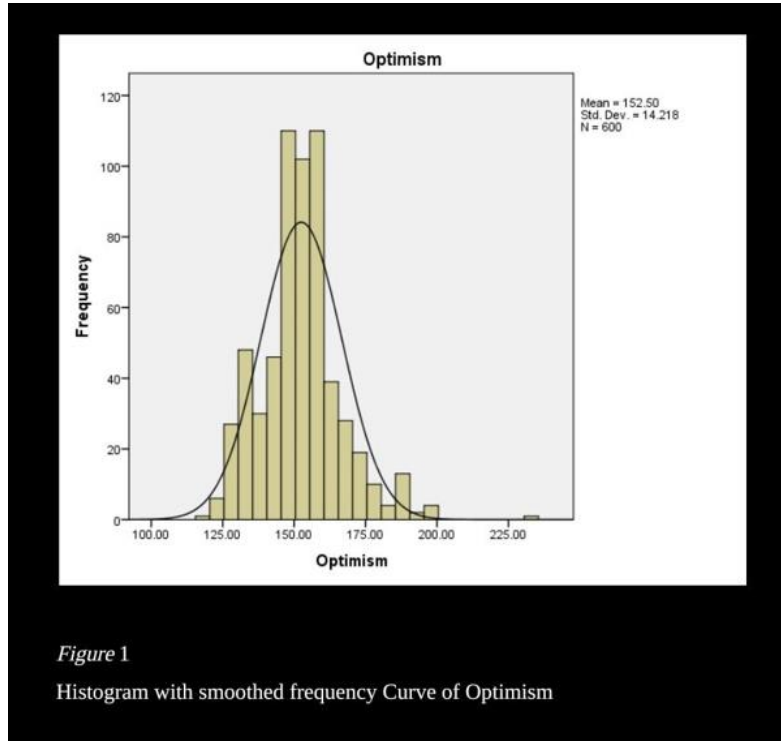 Optimism
Mean = 152.50
Std. Dev. = 14.218
N = 600
120
100
80
60
40
20
0
Frequency
100.00 125.00 150.00 175.00 200.00 225.00
Optimism
Figure 1
Histogram with smoothed frequency Curve of Optimism